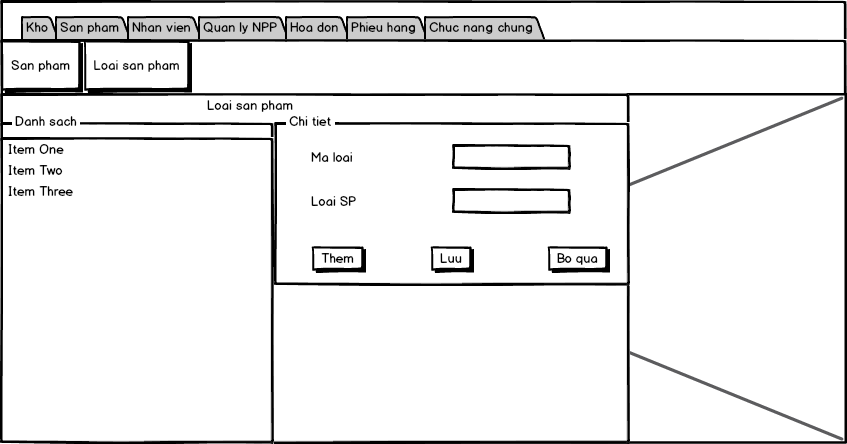 Kho San pham Nhan vien Quan ly NPP Hoa don Phieu hang Chuc nang chung
San pham Loai san pham
Loai san pham
Danh sach
Item One
Item Two
Item Three
Chi tiet
Ma loai
Loai SP
Them Luu Bo qua